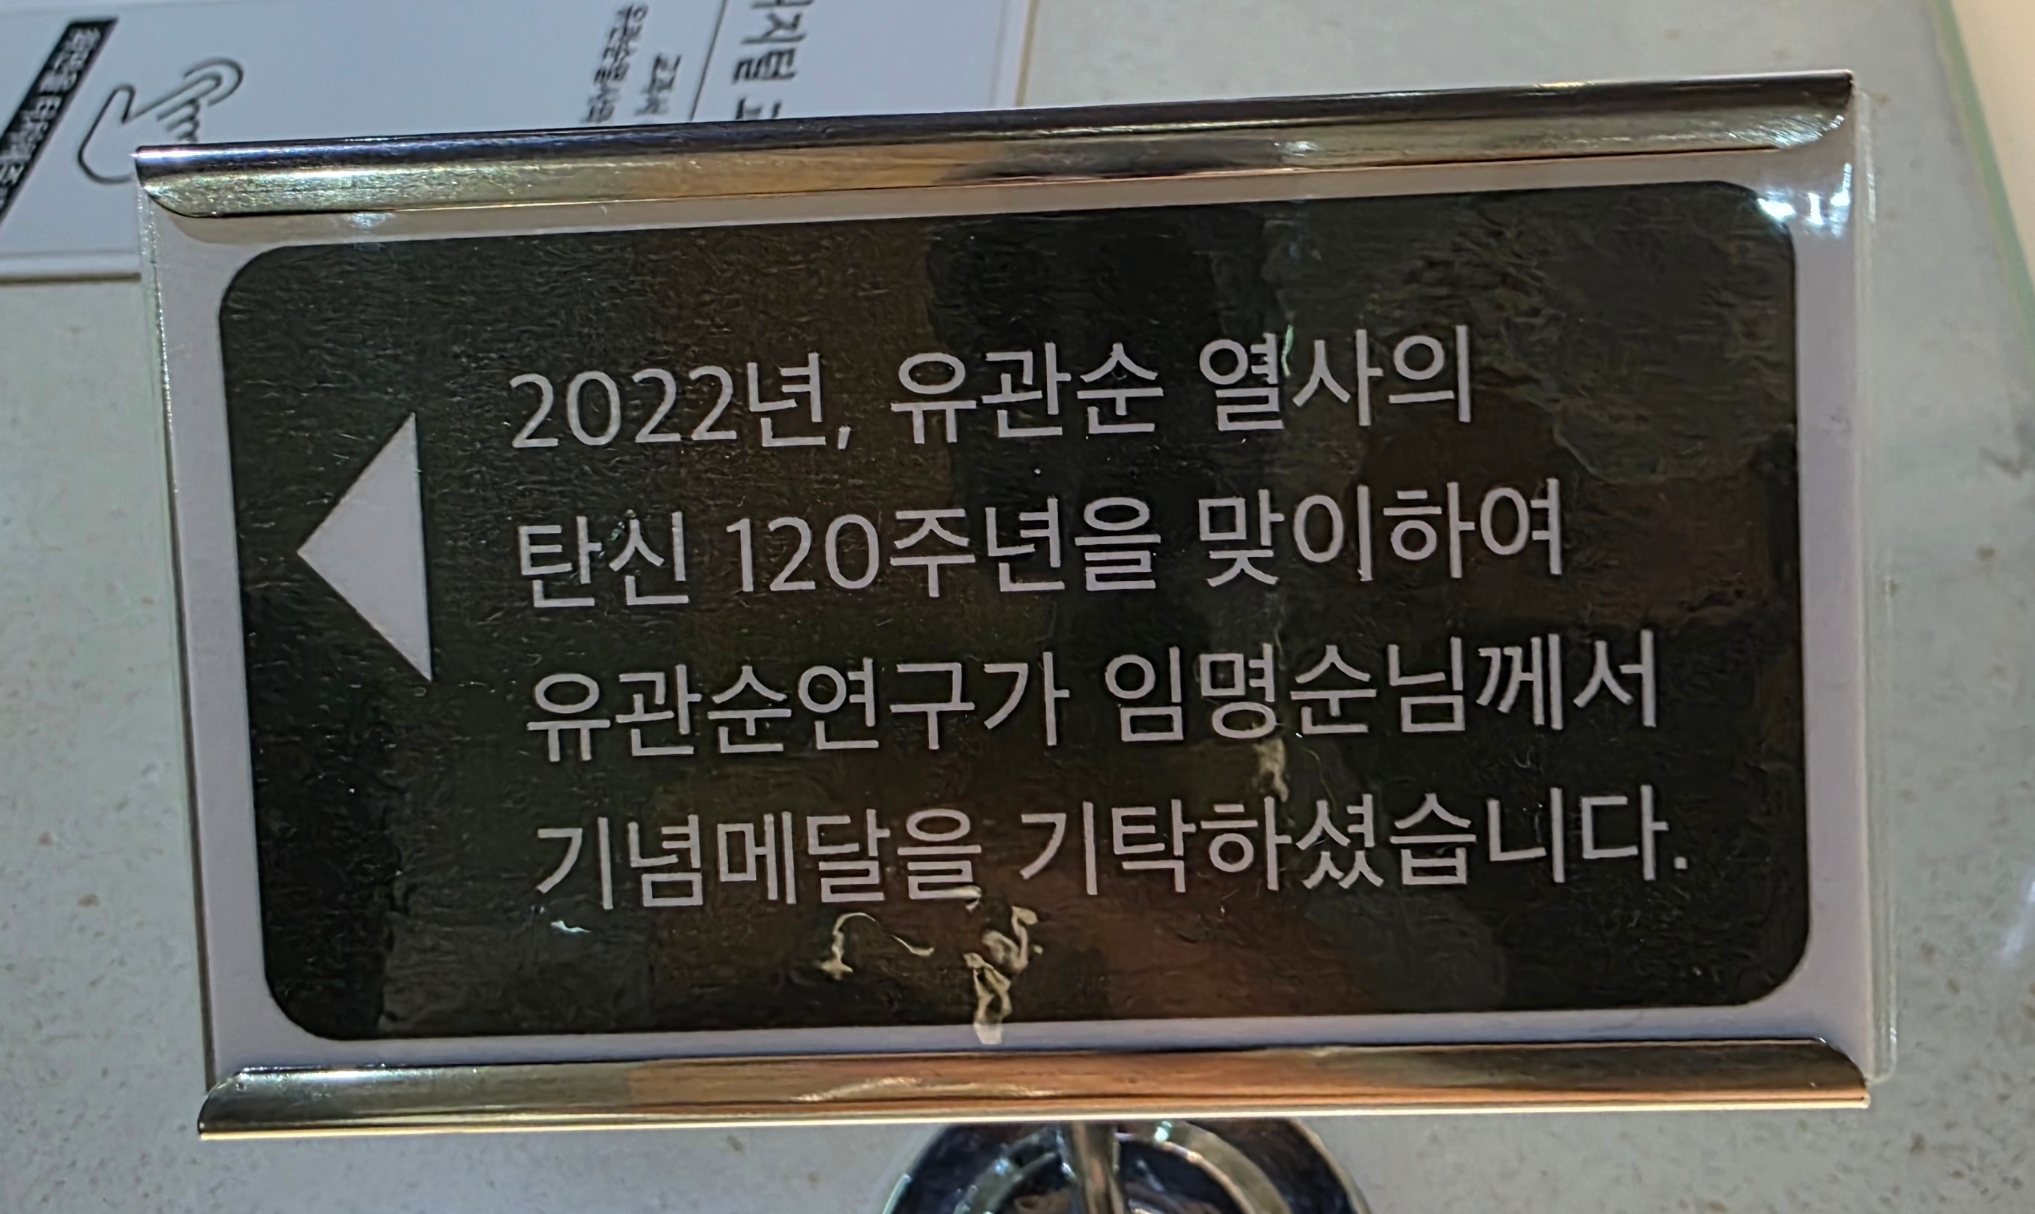 2022년, 유관순 열사의
탄신 120주년을 맞이하여
유관순연구가 임명순님께서
기념메달을 기탁하셨습니다.